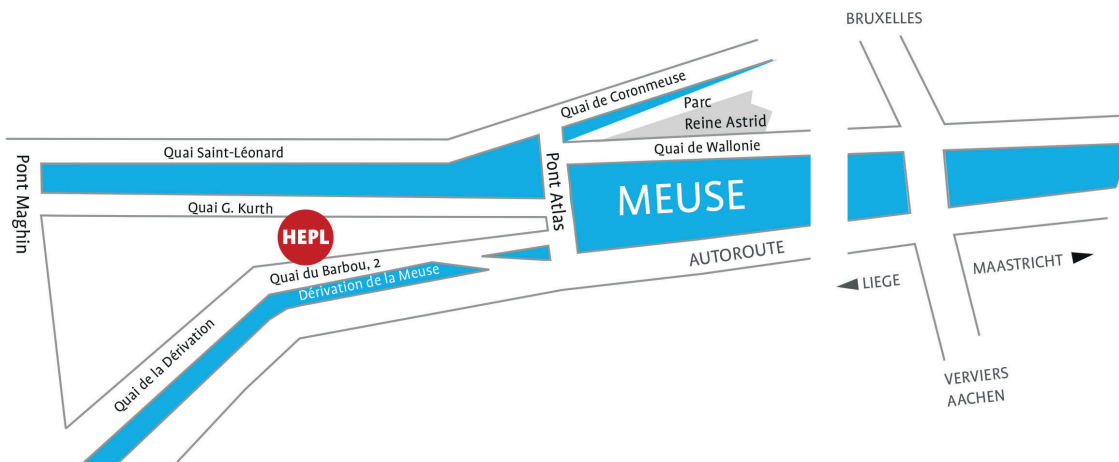 BRUXELLES
Quai de Coronmeuse
Parc
Reine Astrid
Quai de Wallonie
Quai Saint-Léonard
Pont Maghin
Pont Atlas
MEUSE
Quai G. Kurth
HEPL
Quai du Barbou, 2
Dérivation de la Meuse
AUTOROUTE
LIEGE
MAASTRICHT
Quai de la Dérivation
VERVIERS
AACHEN